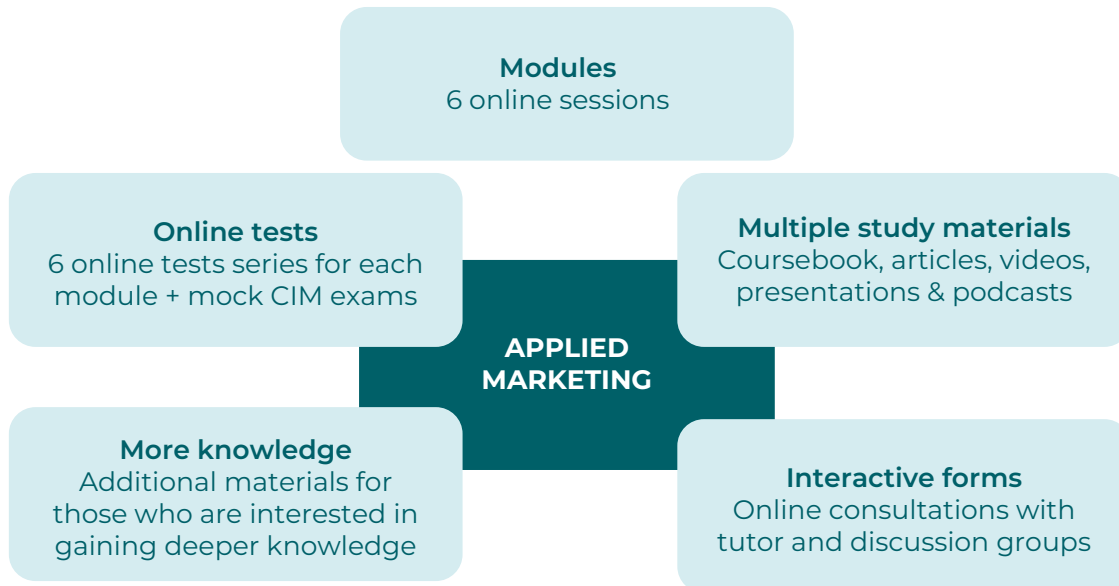 Modules
6 online sessions
Online tests
6 online tests series for each
module + mock CIM exams
Multiple study materials
Coursebook, articles, videos,
presentations & podcasts
APPLIED
MARKETING
More knowledge
Additional materials for
those who are interested in
gaining deeper knowledge
Interactive forms
Online consultations with
tutor and discussion groups